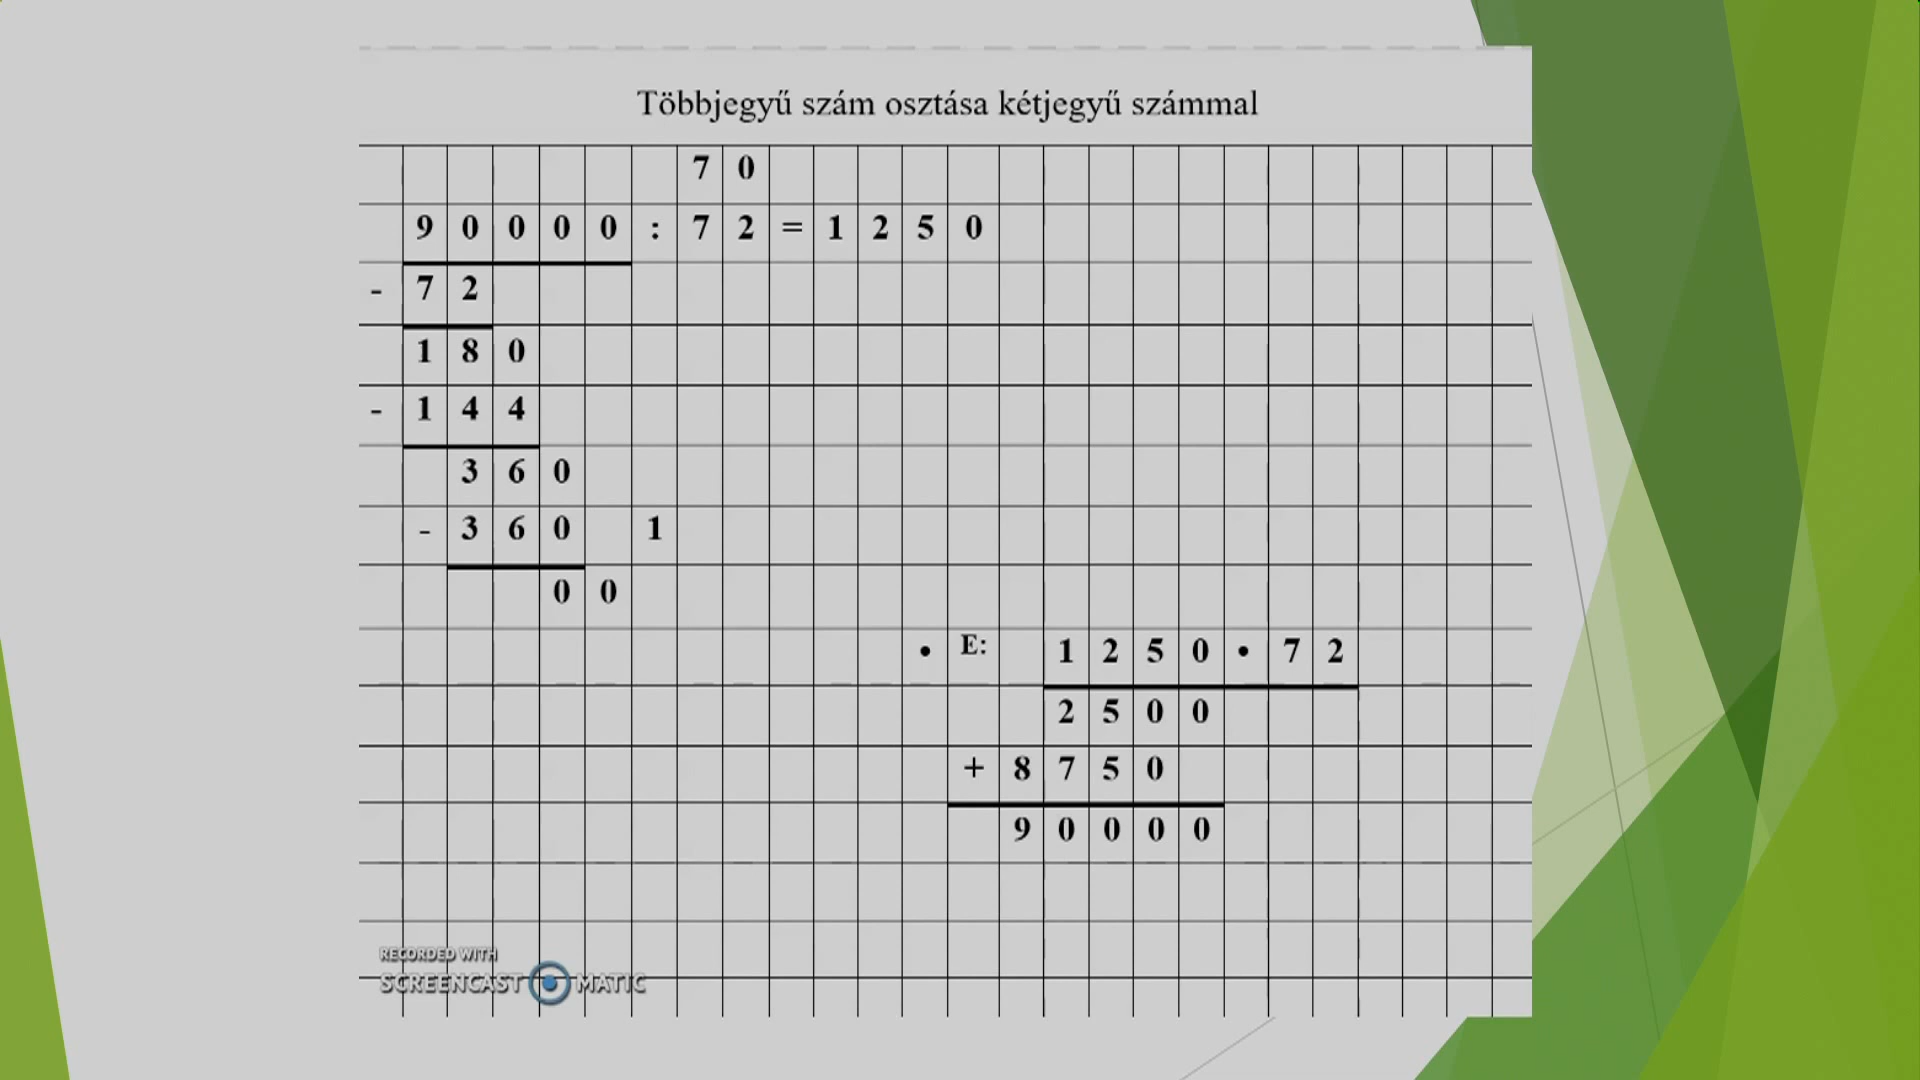 Többjegyű szám osztása kétjegyű számmal
7 0
9 0 0 0 0 : 7 2 = 1 2 5 0
- 7 2
1 8 0
- 1 4 4
3 6 0
- 3 6 0 1
0 0
• E: 1 2 5 0 • 7 2
2 5 0 0
+ 8 7 5 0
9 0 0 0 0
RECORDED WITH
SCREENCAST MATIC